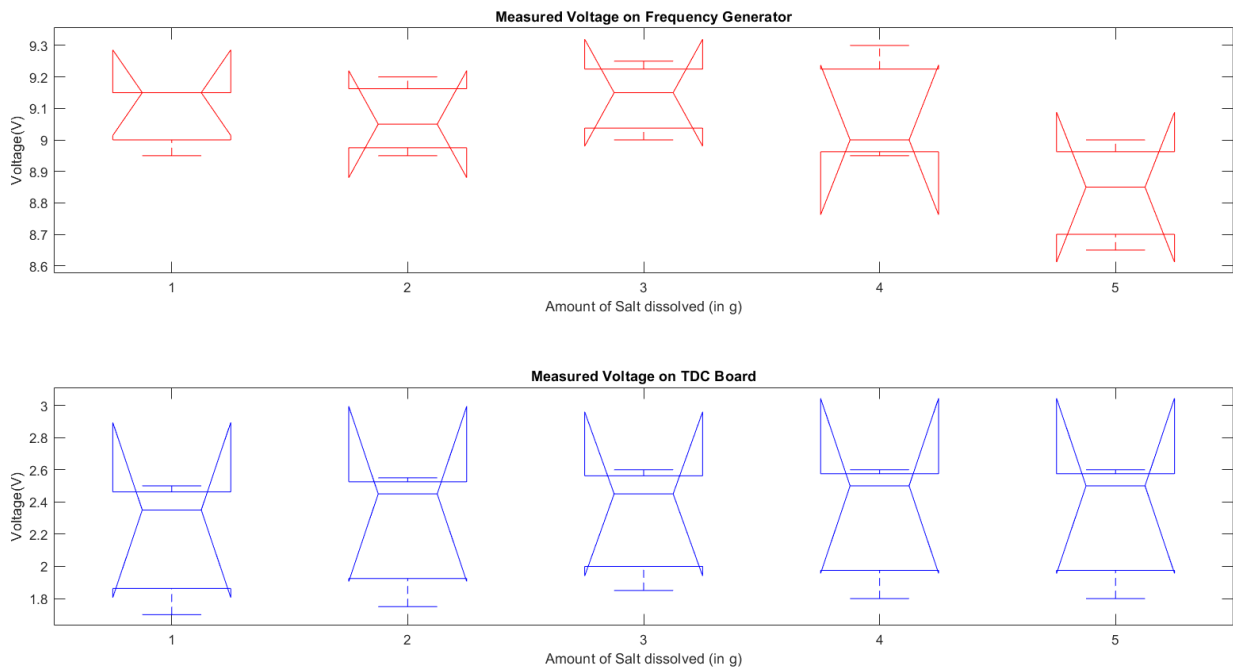 Measured Voltage on Frequency Generator
9.3
9.2
9.1
9
8.9
8.8
8.7
8.6
Voltage(V)
1 2 3 4 5
Amount of Salt dissolved (in g)
Measured Voltage on TDC Board
3
2.8
2.6
2.4
2.2
2
1.8
Voltage(V)
1 2 3 4 5
Amount of Salt dissolved (in g)